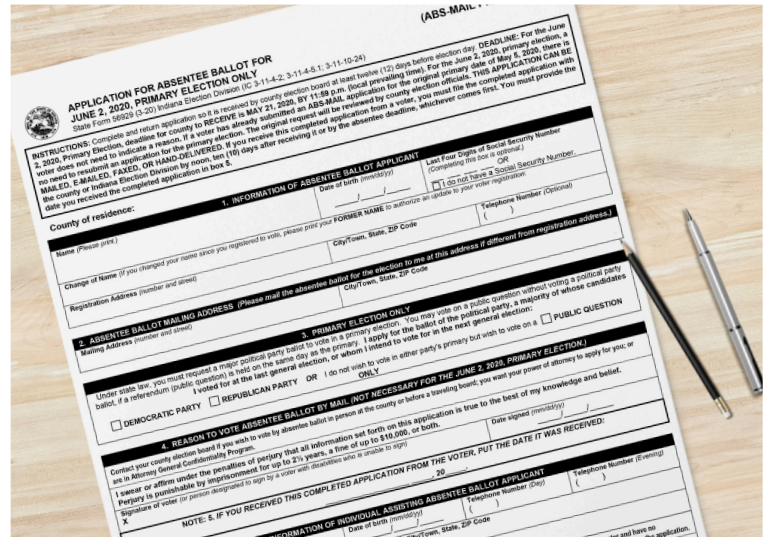 (ABS-MAIL
APPLICATION FOR ABSENTEE BALLOT FOR
JUNE 2, 2020, PRIMARY ELECTION ONLY
State Form 56929 (3-20) Indiana Election Division (IC 3-11-4-2; 3-11-4-5.1; 3-11-10-24)
INSTRUCTIONS: Complete and return application so it is received by county election board at least twelve (12) days before election day. DEADLINE: For the June
2, 2020, Primary Election, deadline for county to RECEIVE is MAY 21, 2020, BY 11:59 p.m. (local prevailing time). For the June 2, 2020, primary election, a
voter does not need to indicate a reason. If a voter has already submitted an ABS-MAIL application for the original primary date of May 5, 2020, there is
no need to resubmit an application for the primary election. The original request will be reviewed by county election officials. THIS APPLICATION CAN BE
MAILED, E-MAILED, FAXED, OR HAND-DELIVERED. If you receive this completed application from a voter, you must file the completed application with
the county or Indiana Election Division by noon, ten (10) days after receiving it or by the absentee deadline, whichever comes first. You must provide the
date you received the completed application in box 5.
1. INFORMATION OF ABSENTEE BALLOT APPLICANT
County of residence:
Date of birth (mm/dd/yy)
Last Four Digits of Social Security Number
(Completing this box is optional.)
OR
I do not have a Social Security Number.
Name (Please print.)
Telephone Number (Optional)
( )
Change of Name (If you changed your name since you registered to vote, please print your FORMER NAME to authorize an update to your voter registration.
Registration Address (number and street)
City/Town, State, ZIP Code
2. ABSENTEE BALLOT MAILING ADDRESS (Please mail the absentee ballot for the election to me at this address if different from registration address.)
Mailing Address (number and street)
City/Town, State, ZIP Code
3. PRIMARY ELECTION ONLY
Under state law, you must request a major political party ballot to vote in a primary election. You may vote on a public question without voting a political party
ballot, if a referendum (public question) is held on the same day as the primary. I apply for the ballot of the political party, a majority of whose candidates
I voted for at the last general election, or whom I intend to vote for in the next general election:
DEMOCRATIC PARTY REPUBLICAN PARTY OR I do not wish to vote in either party's primary but wish to vote on a PUBLIC QUESTION
ONLY
4. REASON TO VOTE ABSENTEE BALLOT BY MAIL (NOT NECESSARY FOR THE JUNE 2, 2020, PRIMARY ELECTION.)
Contact your county election board if you wish to vote by absentee ballot in person at the county or before a traveling board; you want your power of attorney to apply for you; or
are in Attorney General Confidentiality Program.
I swear or affirm under the penalties of perjury that all information set forth on this application is true to the best of my knowledge and belief.
Perjury is punishable by imprisonment for up to 2½ years, a fine of up to $10,000, or both.
Signature of voter (or person designated to sign by a voter with disabilities who is unable to sign)
Date signed (mm/dd/yy)
X
NOTE: 5. IF YOU RECEIVED THIS COMPLETED APPLICATION FROM THE VOTER, PUT THE DATE IT WAS RECEIVED:
, 20
INFORMATION OF INDIVIDUAL ASSISTING ABSENTEE BALLOT APPLICANT
Date of birth (mm/dd/yy)
Telephone Number (Day)
( )
Telephone Number (Evening)
( )
City/Town, State, ZIP Code
and have no
the application.